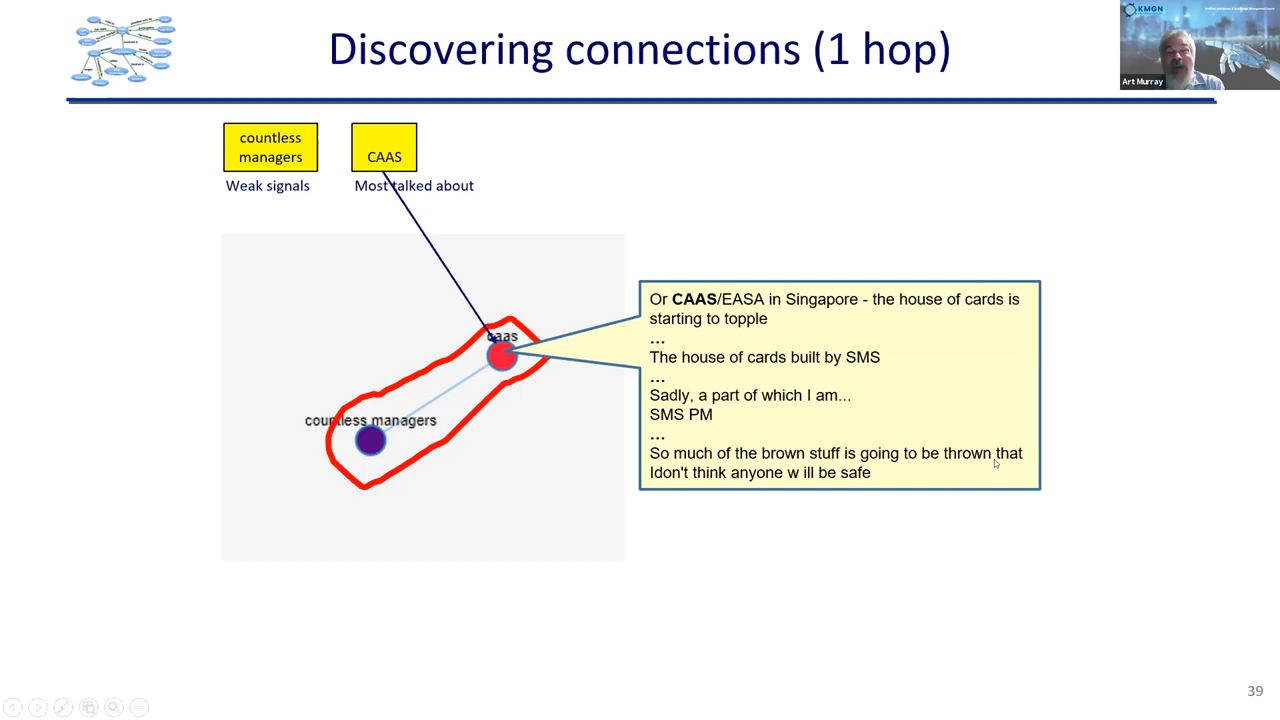 Discovering connections (1 hop)
KMGN
Art Murray
countless
managers
CAAS
Weak signals
Most talked about
caas
countless managers
Or CAAS/EASA in Singapore - the house of cards is
starting to topple
...
The house of cards built by SMS
...
Sadly, a part of which I am...
SMS PM
...
So much of the brown stuff is going to be thrown that
Idon't think anyone w ill be safe
39